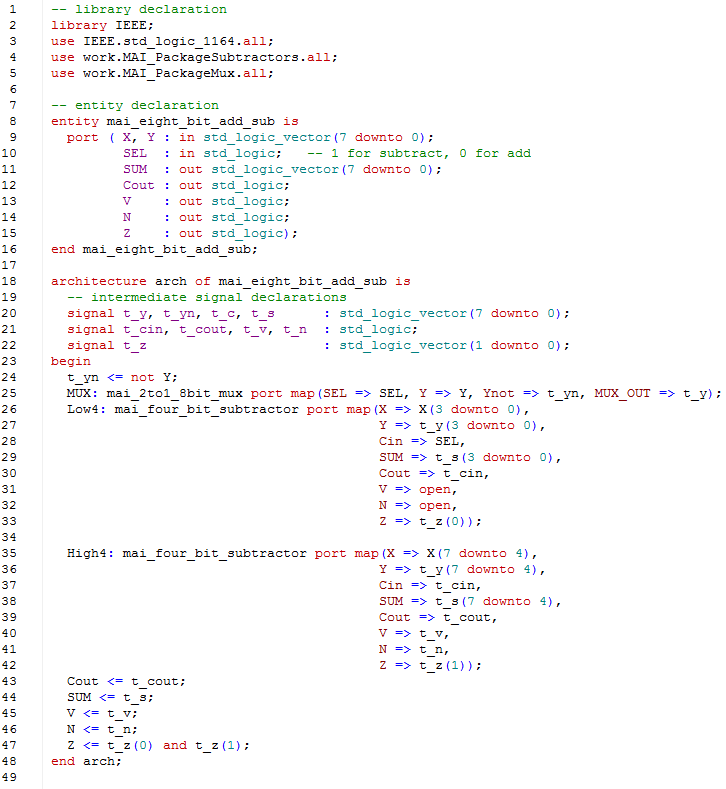 1 -- library declaration
2 library IEEE;
3 use IEEE.std_logic_1164.all;
4 use work.MAI_PackageSubtractors.all;
5 use work.MAI_PackageMux.all;
6
7 -- entity declaration
8 entity mai_eight_bit_add_sub is
9 port ( X, Y : in std_logic_vector(7 downto 0);
10 SEL : in std_logic; -- 1 for subtract, 0 for add
11 SUM : out std_logic_vector(7 downto 0);
12 Cout : out std_logic;
13 V : out std_logic;
14 N : out std_logic;
15 Z : out std_logic);
16 end mai_eight_bit_add_sub;
17
18 architecture arch of mai_eight_bit_add_sub is
19 -- intermediate signal declarations
20 signal t_y, t_yn, t_c, t_s : std_logic_vector(7 downto 0);
21 signal t_cin, t_cout, t_v, t_n : std_logic;
22 signal t_z : std_logic_vector(1 downto 0);
23 begin
24 t_yn <= not Y;
25 MUX: mai_2to1_8bit_mux port map(SEL => SEL, Y => Y, Ynot => t_yn, MUX_OUT => t_y);
26 Low4: mai_four_bit_subtractor port map(X => X(3 downto 0),
27 Y => t_y(3 downto 0),
28 Cin => SEL,
29 SUM => t_s(3 downto 0),
30 Cout => t_cin,
31 V => open,
32 N => open,
33 Z => t_z(0));
34
35 High4: mai_four_bit_subtractor port map(X => X(7 downto 4),
36 Y => t_y(7 downto 4),
37 Cin => t_cin,
38 SUM => t_s(7 downto 4),
39 Cout => t_cout,
40 V => t_v,
41 N => t_n,
42 Z => t_z(1));
43 Cout <= t_cout;
44 SUM <= t_s;
45 V <= t_v;
46 N <= t_n;
47 Z <= t_z(0) and t_z(1);
48 end arch;
49